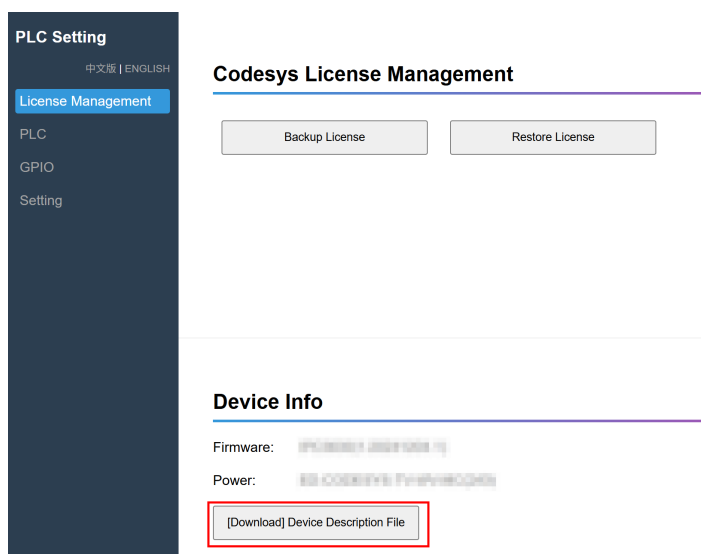 PLC Setting
中文版 | ENGLISH
License Management
PLC
GPIO
Setting
Codesys License Management
Backup License
Restore License
Device Info
Firmware:
Power:
[Download] Device Description File